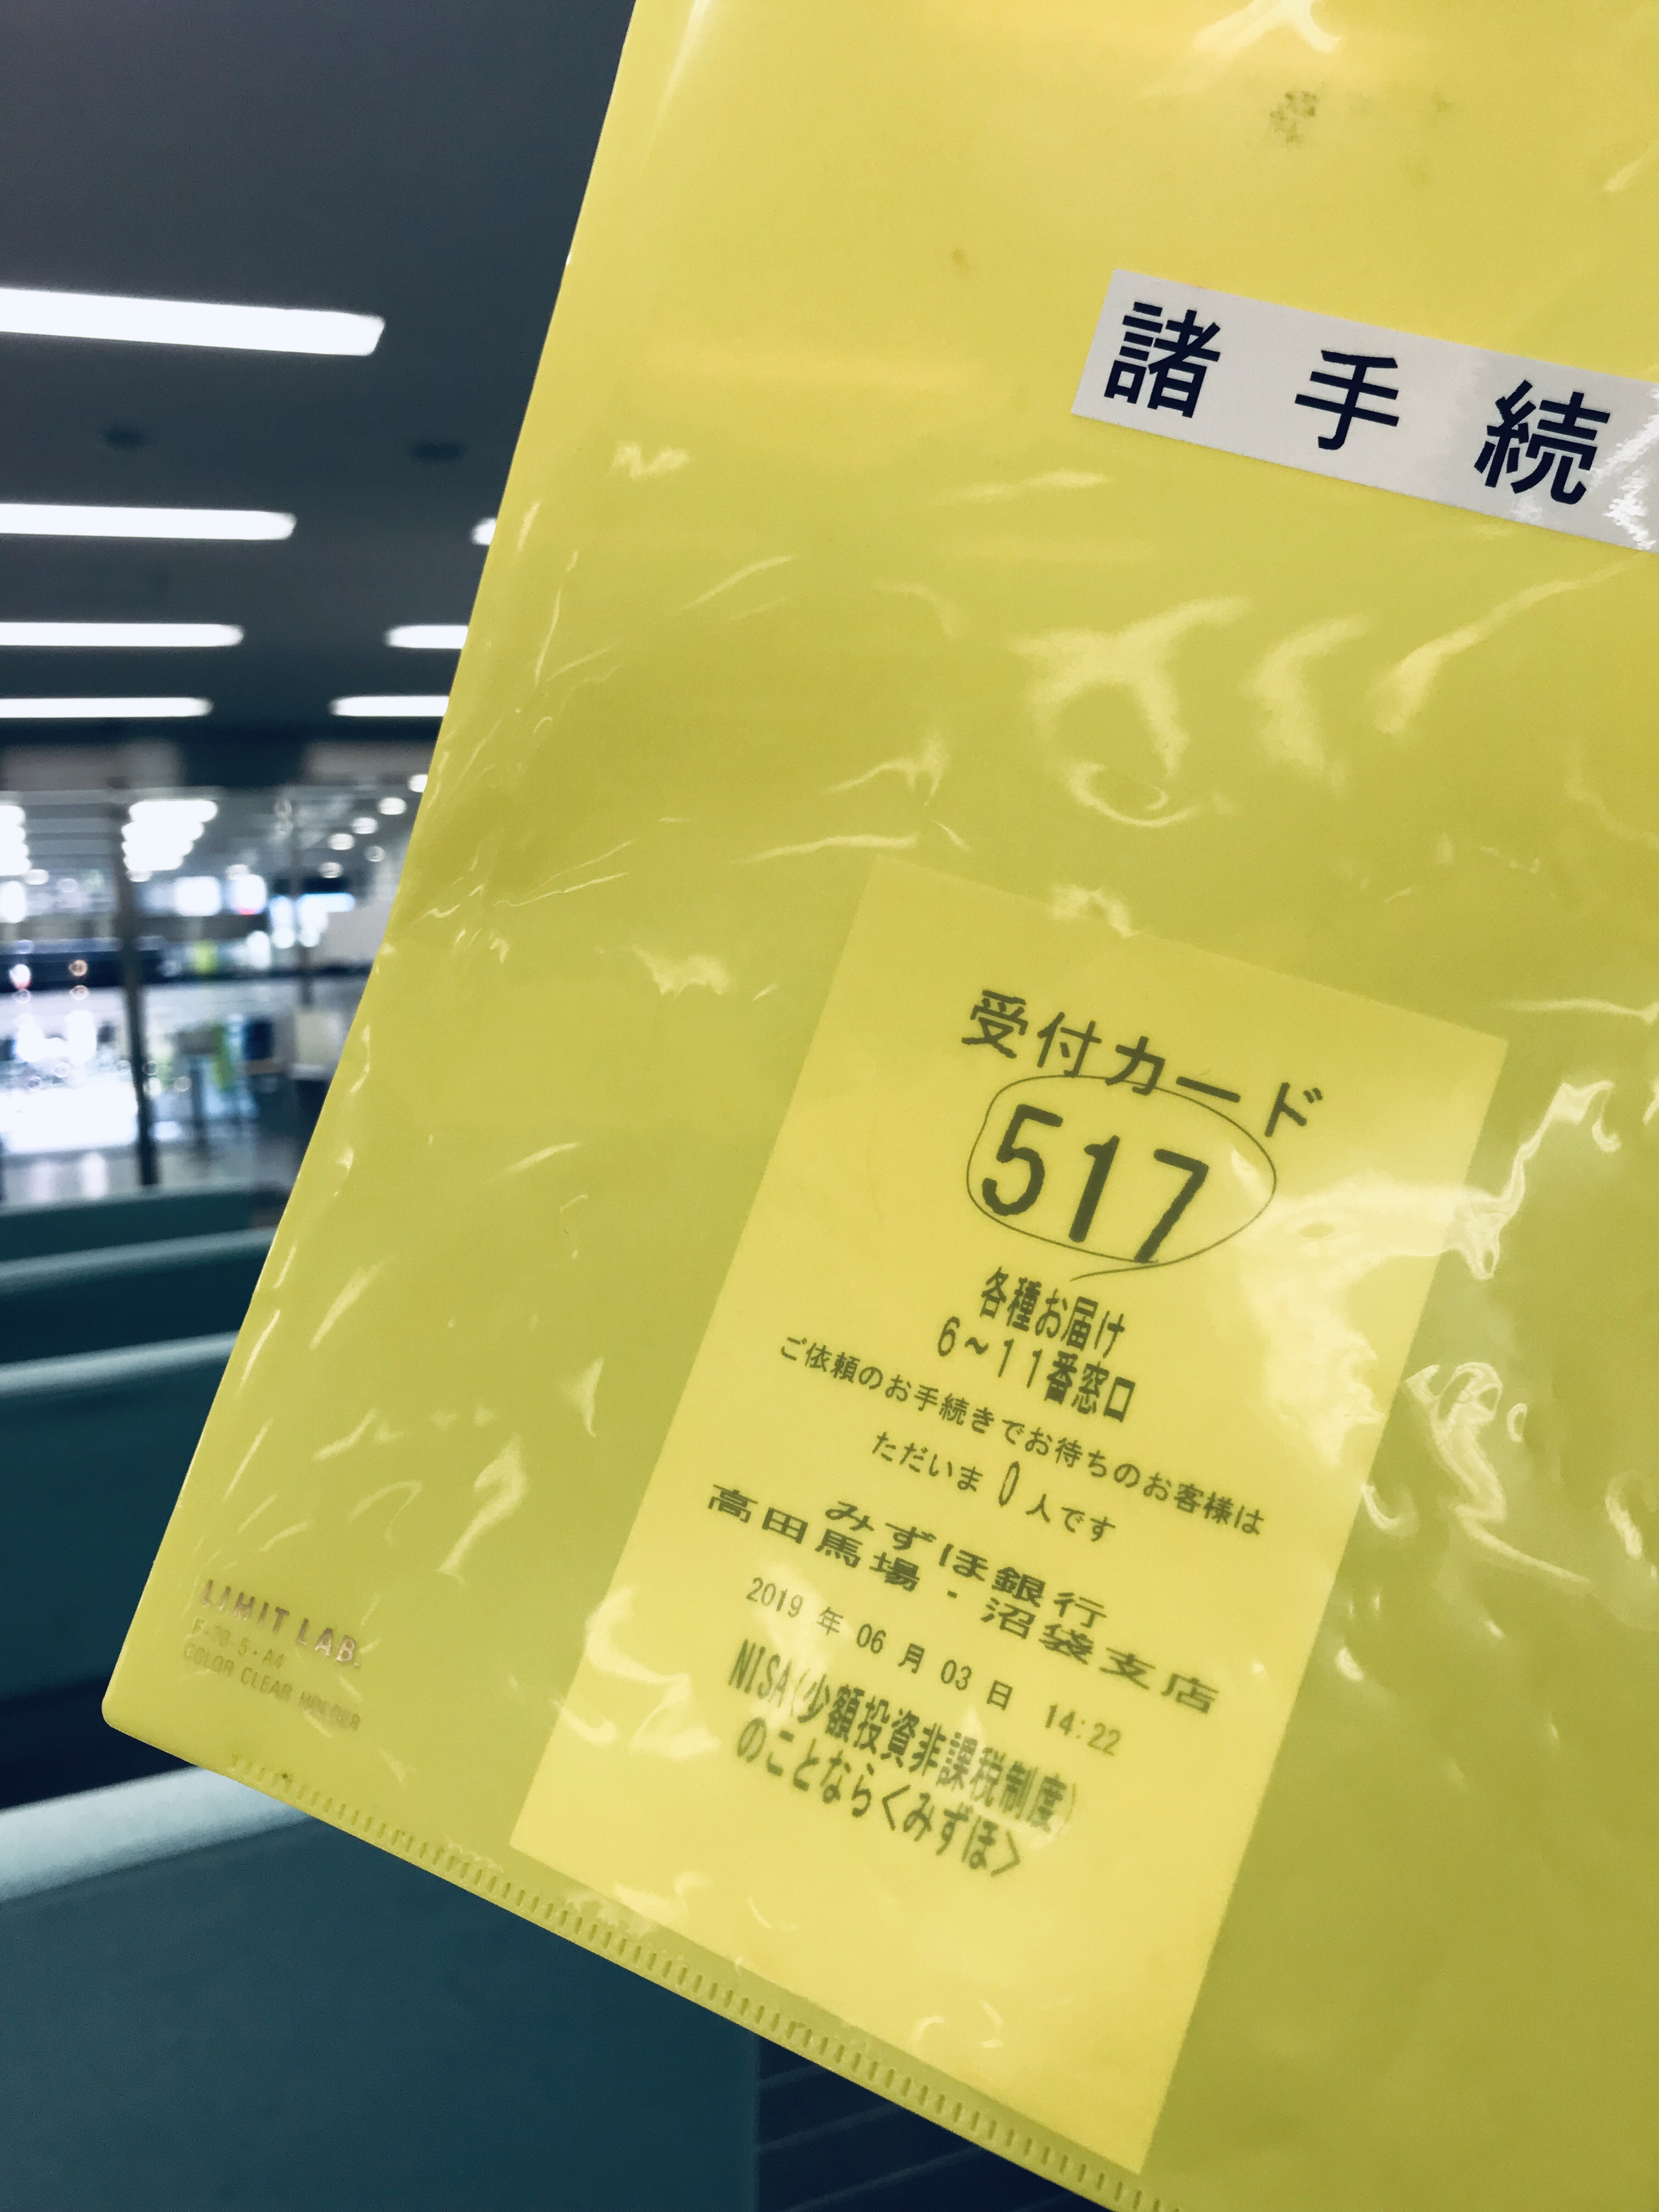 諸手続
受付カード
517
各種お届け
6～11番窓口
ご依頼のお手続きでお待ちのお客様は
ただいま 0 人です
みずほ銀行
高田馬場・沼袋支店
2019 年 06 月 03 日 14:22
NISA(少額投資非課税制度)
のことなら<みずほ>
LIMIT LAB.
COLOR CLEAR HOLDER